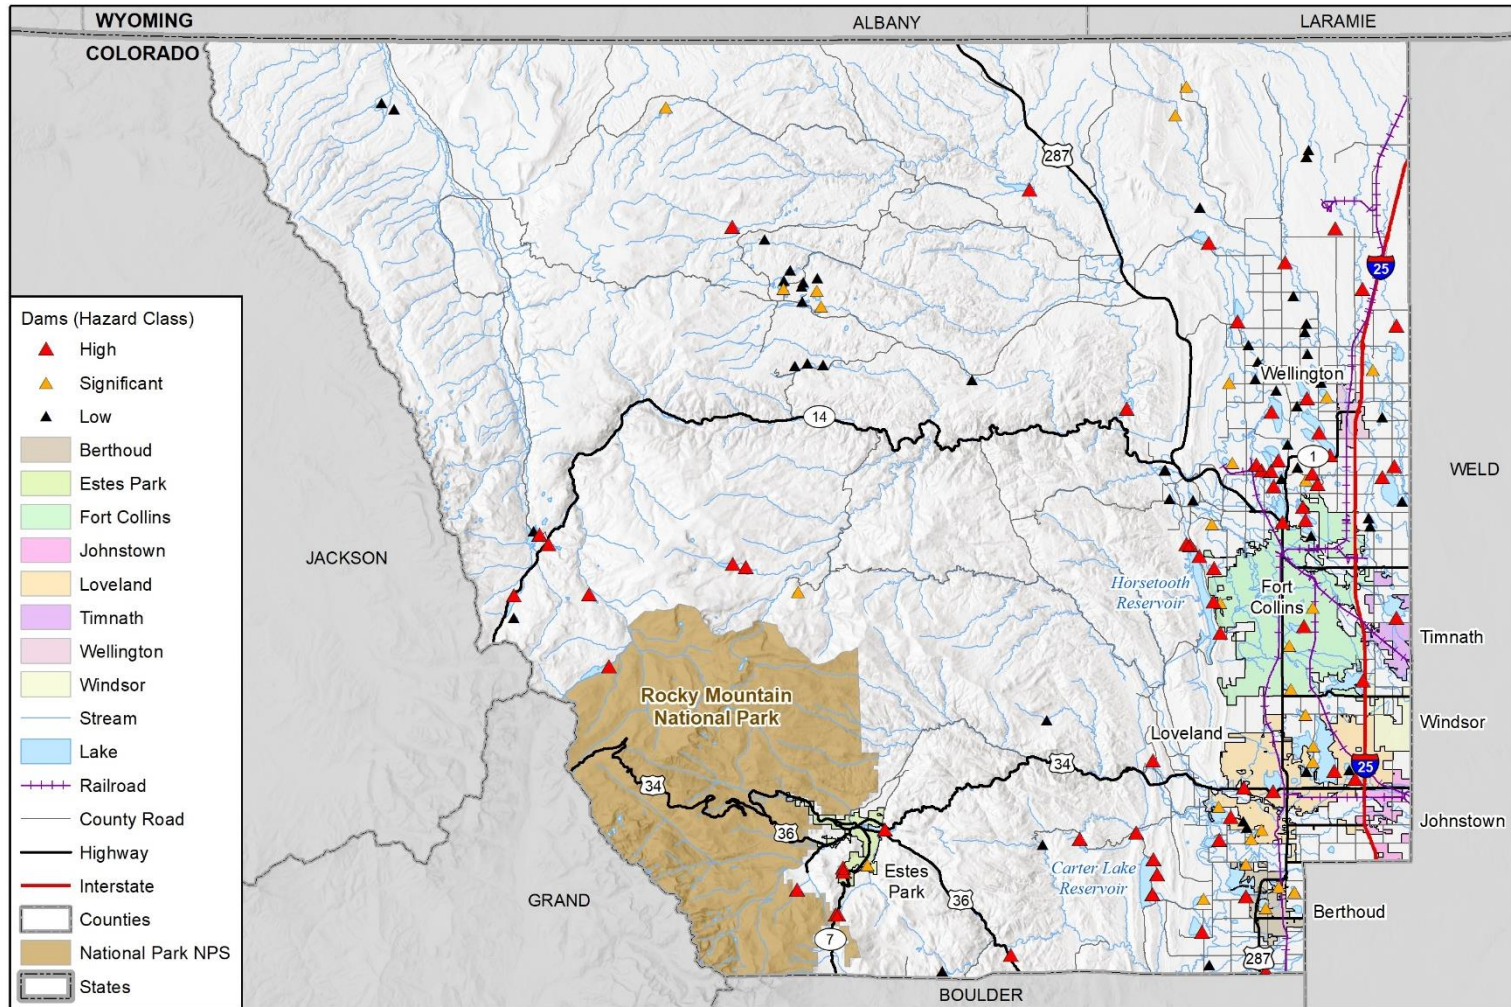 WYOMING
ALBANY
LARAMIE
COLORADO
287
25
Dams (Hazard Class)
High
Significant
Low
Berthoud
Estes Park
Fort Collins
Johnstown
Loveland
Timnath
Wellington
Windsor
Stream
Lake
Railroad
County Road
Highway
Interstate
Counties
National Park NPS
States
Wellington
14
1
WELD
JACKSON
Horsetooth
Reservoir
Fort
Collins
Timnath
Rocky Mountain
National Park
Windsor
Loveland
34
25
34
36
Johnstown
Carter Lake
Reservoir
Estes
Park
GRAND
36
Berthoud
7
287
BOULDER